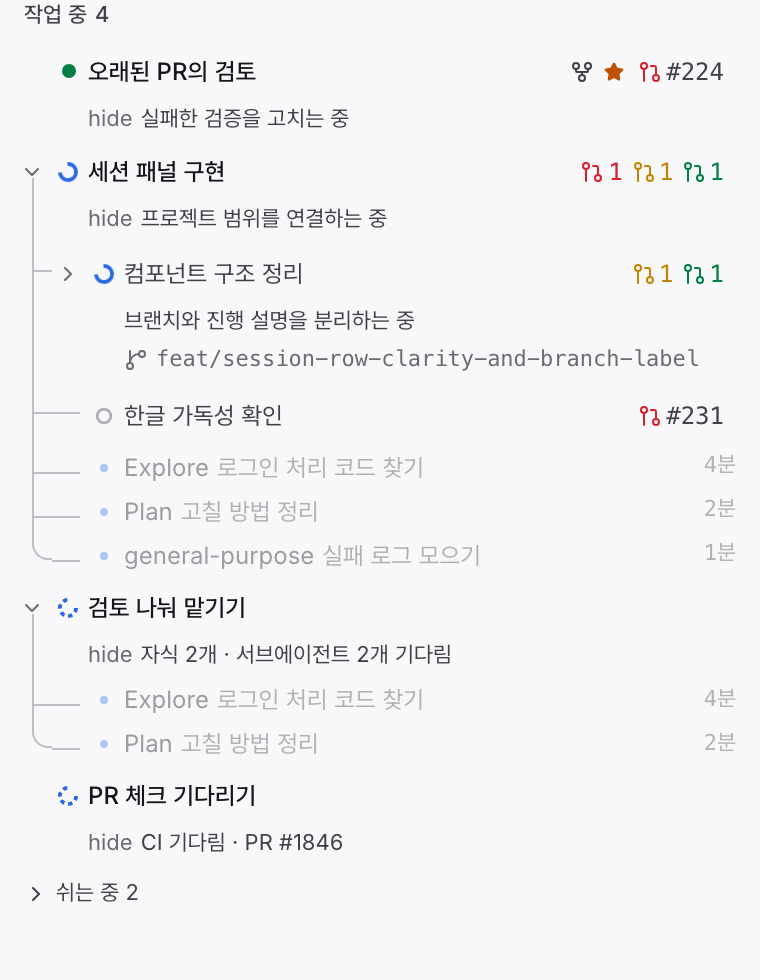 작업 중 4
오래된 PR의 검토 #224
hide 실패한 검증을 고치는 중
세션 패널 구현 1 1 1
hide 프로젝트 범위를 연결하는 중
컴포넌트 구조 정리 1 1
브랜치와 진행 설명을 분리하는 중
feat/session-row-clarity-and-branch-label
한글 가독성 확인 #231
Explore 로그인 처리 코드 찾기 4분
Plan 고칠 방법 정리 2분
general-purpose 실패 로그 모으기 1분
검토 나눠 맡기기
hide 자식 2개 · 서브에이전트 2개 기다림
Explore 로그인 처리 코드 찾기 4분
Plan 고칠 방법 정리 2분
PR 체크 기다리기
hide CI 기다림 · PR #1846
쉬는 중 2